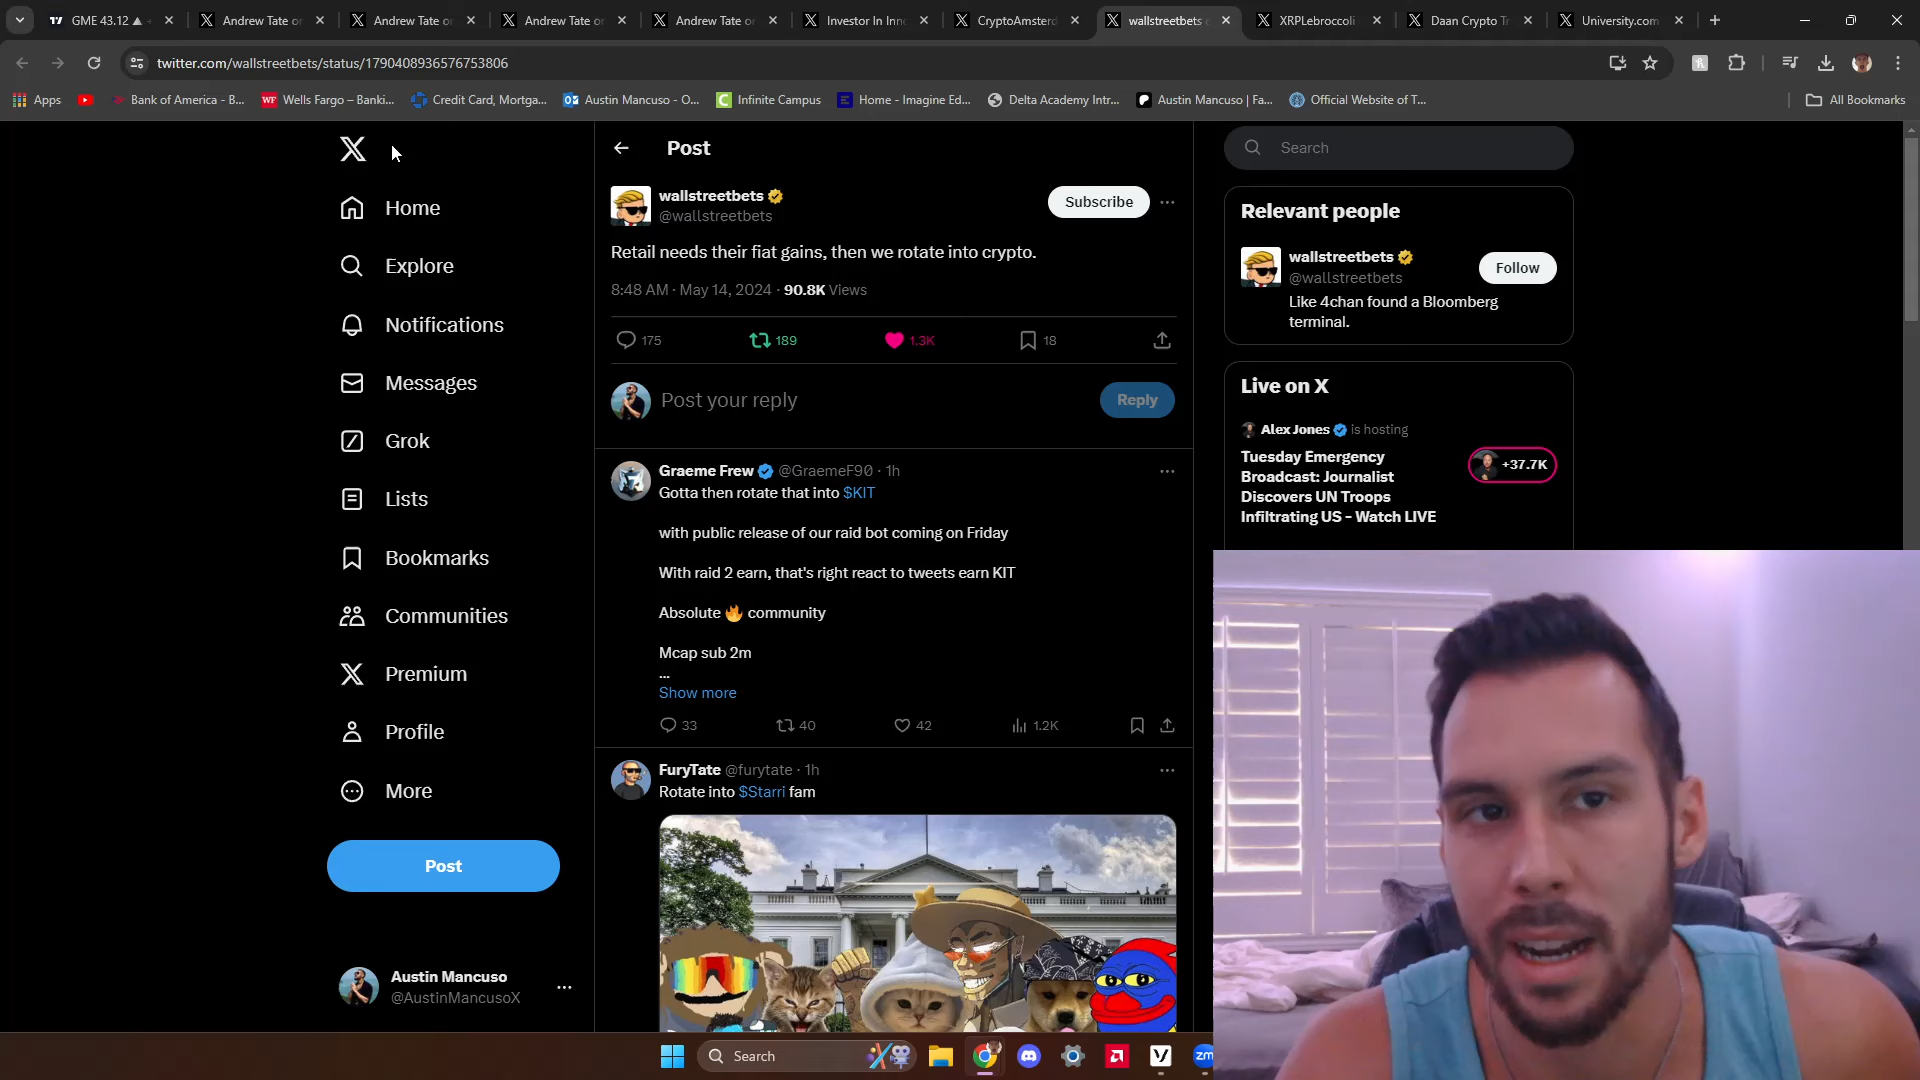 GME 43.12
Andrew Tate or
Andrew Tate or
Andrew Tate or
Andrew Tate or
Investor In Inn
CryptoAmsterd
wallstreetbets
XRPLebroccoli
Daan Crypto Tr
University.com
twitter.com/wallstreetbets/status/1790408936576753806
Apps
Bank of America - B...
WF Wells Fargo – Banki...
Credit Card, Mortga...
Austin Mancuso - O...
Infinite Campus
Home - Imagine Ed...
Delta Academy Intr...
Austin Mancuso | Fa...
Official Website of T...
All Bookmarks
Home
Explore
Notifications
Messages
Grok
Lists
Bookmarks
Communities
Premium
Profile
More
Post
Austin Mancuso
@AustinMancusoX
Post
wallstreetbets
@wallstreetbets
Subscribe
Retail needs their fiat gains, then we rotate into crypto.
8:48 AM · May 14, 2024 · 90.8K Views
175 189 1.3K 18
Post your reply
Reply
Graeme Frew @GraemeF90 · 1h
Gotta then rotate that into $KIT
with public release of our raid bot coming on Friday
With raid 2 earn, that's right react to tweets earn KIT
Absolute 🔥 community
Mcap sub 2m
...
Show more
33 40 42 1.2K
FuryTate @furytate · 1h
Rotate into $Starri fam
Search
Relevant people
wallstreetbets
@wallstreetbets
Follow
Like 4chan found a Bloomberg
terminal.
Live on X
Alex Jones is hosting
Tuesday Emergency
Broadcast: Journalist
Discovers UN Troops
Infiltrating US – Watch LIVE
+37.7K
Search
zm